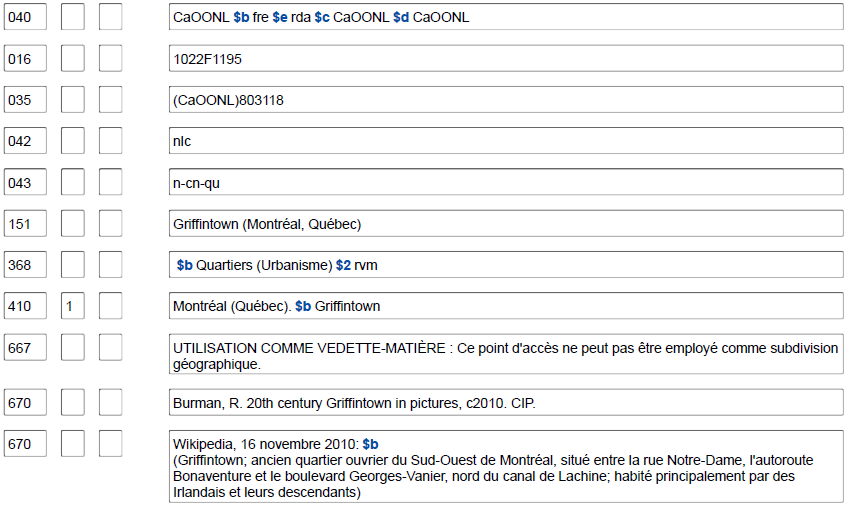 040 CaOONL $b fre $e rda $c CaOONL $d CaOONL
016 1022F1195
035 (CaOONL)803118
042 nlc
043 n-cn-qu
151 Griffintown (Montréal, Québec)
368 $b Quartiers (Urbanisme) $2 rvm
410 1 Montréal (Québec). $b Griffintown
667 UTILISATION COMME VEDETTE-MATIÈRE : Ce point d'accès ne peut pas être employé comme subdivision
géographique.
670 Burman, R. 20th century Griffintown in pictures, c2010. CIP.
670 Wikipedia, 16 novembre 2010: $b
(Griffintown; ancien quartier ouvrier du Sud-Ouest de Montréal, situé entre la rue Notre-Dame, l'autoroute
Bonaventure et le boulevard Georges-Vanier, nord du canal de Lachine; habité principalement par des
Irlandais et leurs descendants)